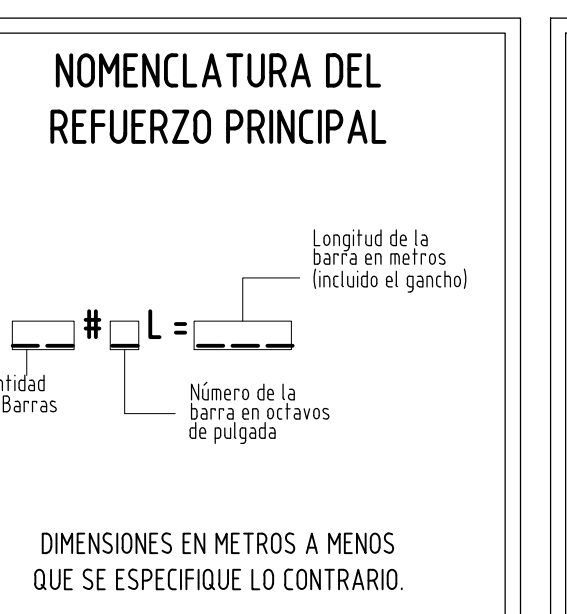 NOMENCLATURA DEL
REFUERZO PRINCIPAL
Longitud de la
barra en metros
(incluido el gancho)
# L =
Barras
Número de la
barra en octavos
de pulgada
DIMENSIONES EN METROS A MENOS
QUE SE ESPECIFIQUE LO CONTRARIO.